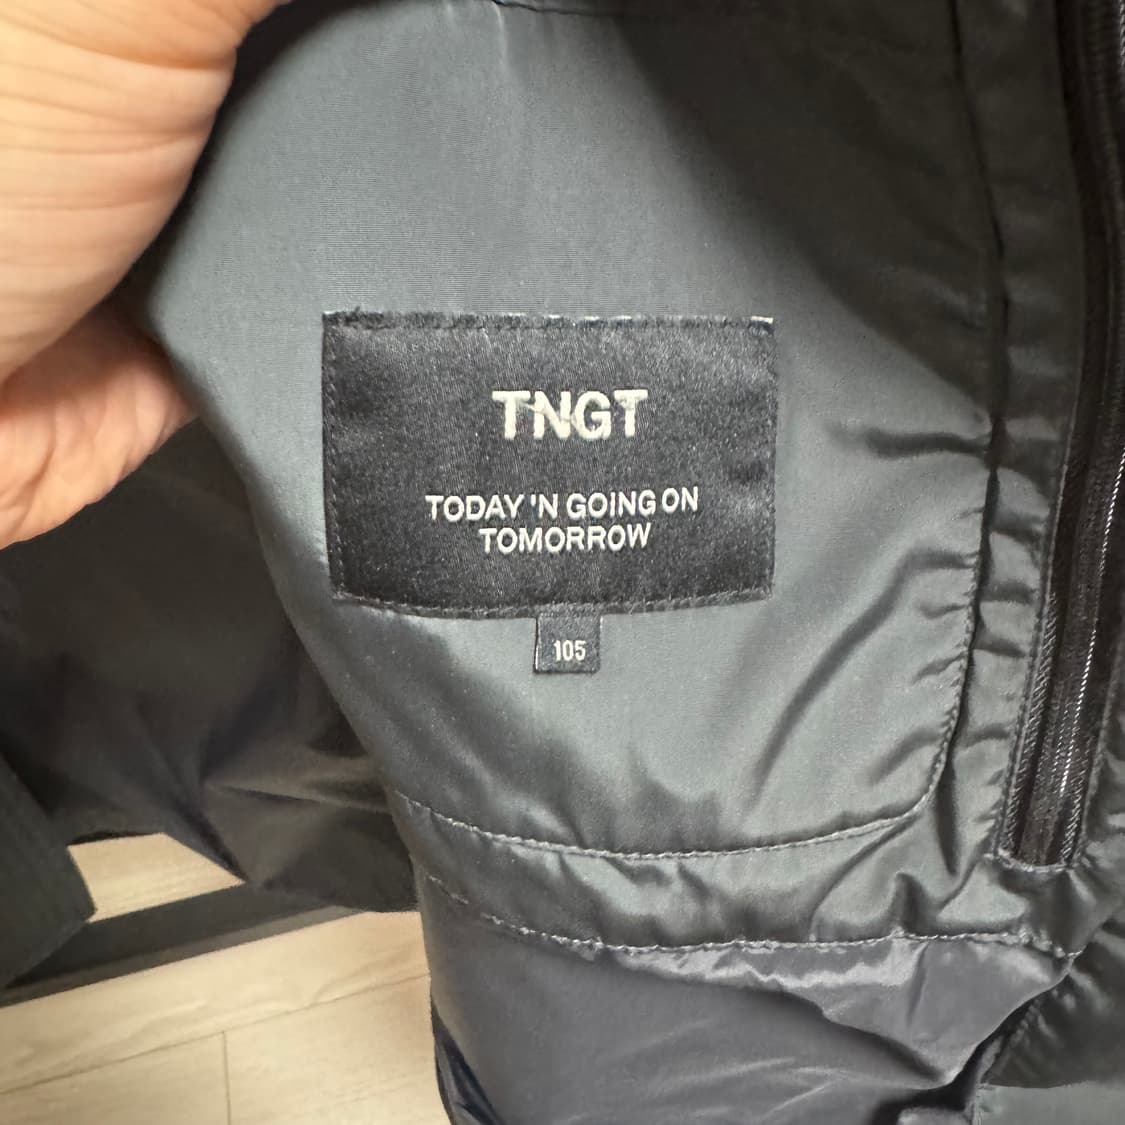 TNGT
TODAY 'N GOING ON
TOMORROW
105